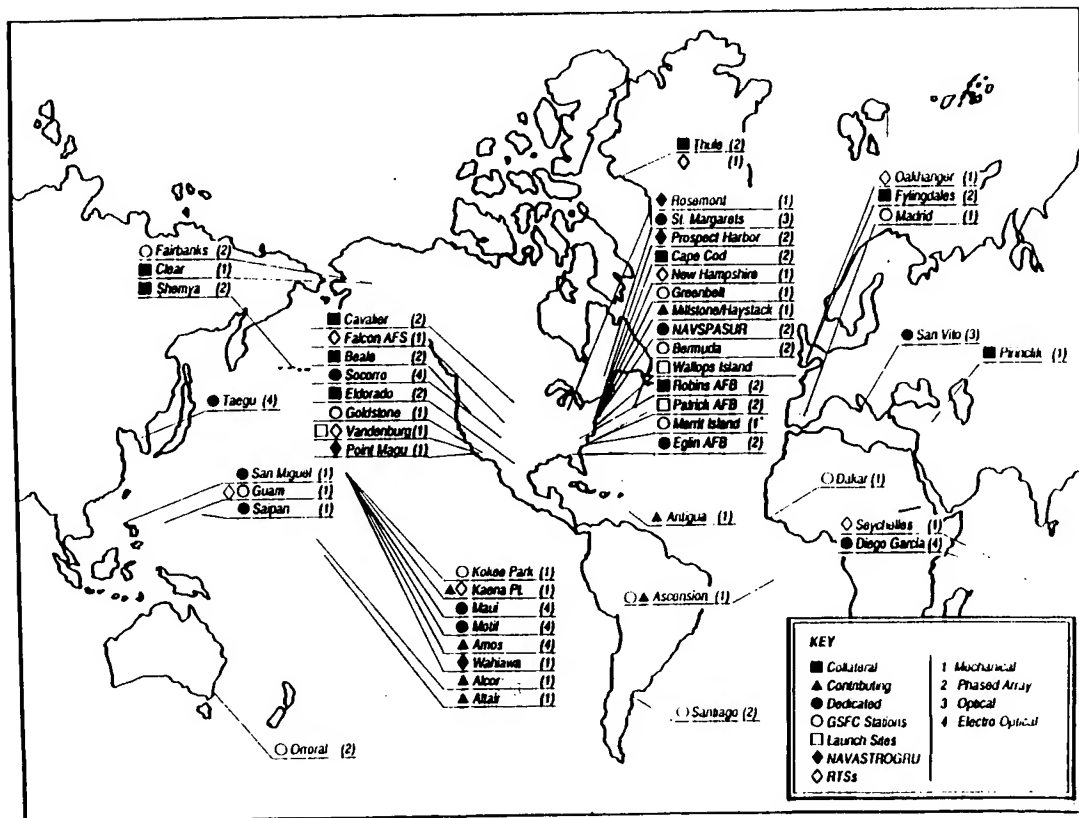 Thule (2)
(1)
Rosemont (1)
St. Margarets (3)
Prospect Harbor (2)
Cape Cod (2)
New Hampshire (1)
Greenbelt (1)
Millstone/Haystack (1)
NAVSPASUR (2)
Bermuda (2)
Wallops Island
Robins AFB (2)
Patrick AFB (2)
Merrit Island (1
Eglin AFB (2)
Oakhanger (1)
Fylingdales (2)
Madrid (1)
San Vito (3)
Pirinclik (1)
Fairbanks (2)
Clear (1)
Shemya (2)
Cavalier (2)
Falcon AFS (1)
Beale (2)
Socorro (4)
Eldorado (2)
Goldstone (1)
Vandenburg (1)
Point Magu (1)
Taegu (4)
San Miguel (1)
Guam (1)
Saipan (1)
Antigua (1)
Dakar (1)
Seychelles (1)
Diego Garcia (4)
Kokee Park (1)
Kaena Pt. (1)
Maui (4)
Motif (4)
Amos (4)
Wahiawa (1)
Alcor (1)
Altair (1)
Ascension (1)
Santiago (2)
Orroral (2)
KEY
Collateral
Contributing
Dedicated
GSFC Stations
Launch Sites
NAVASTROGRU
RTSs
1 Mechanical
2 Phased Array
3 Optical
4 Electro Optical